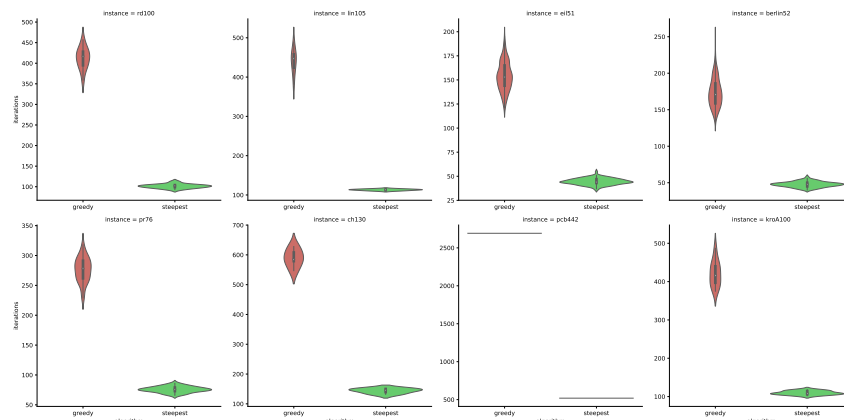 instance = rd100
instance = lin105
instance = eil51
instance = berlin52
iterations
500
450
400
350
300
250
200
150
100
greedy
steepest
500
400
300
200
100
greedy
steepest
200
175
150
125
100
75
50
25
greedy
steepest
250
200
150
100
50
greedy
steepest
instance = pr76
instance = ch130
instance = pcb442
instance = kroA100
iterations
350
300
250
200
150
100
50
greedy
steepest
700
600
500
400
300
200
100
greedy
steepest
2500
2000
1500
1000
500
greedy
steepest
500
400
300
200
100
greedy
steepest